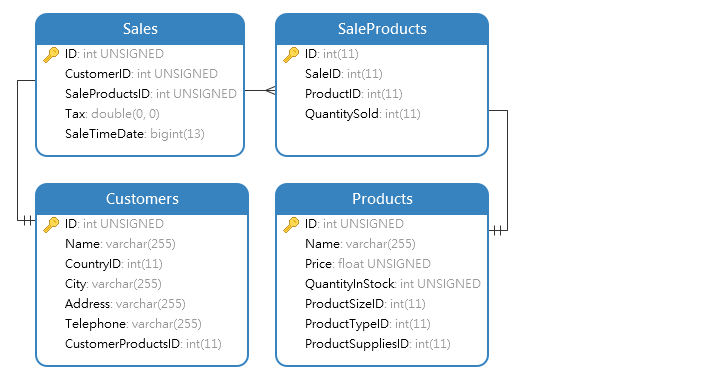 Sales
ID: int UNSIGNED
CustomerID: int UNSIGNED
SaleProductsID: int UNSIGNED
Tax: double(0, 0)
SaleTimeDate: bigint(13)
SaleProducts
ID: int(11)
SaleID: int(11)
ProductID: int(11)
QuantitySold: int(11)
Customers
ID: int UNSIGNED
Name: varchar(255)
CountryID: int(11)
City: varchar(255)
Address: varchar(255)
Telephone: varchar(255)
CustomerProductsID: int(11)
Products
ID: int UNSIGNED
Name: varchar(255)
Price: float UNSIGNED
QuantityInStock: int UNSIGNED
ProductSizeID: int(11)
ProductTypeID: int(11)
ProductSuppliesID: int(11)